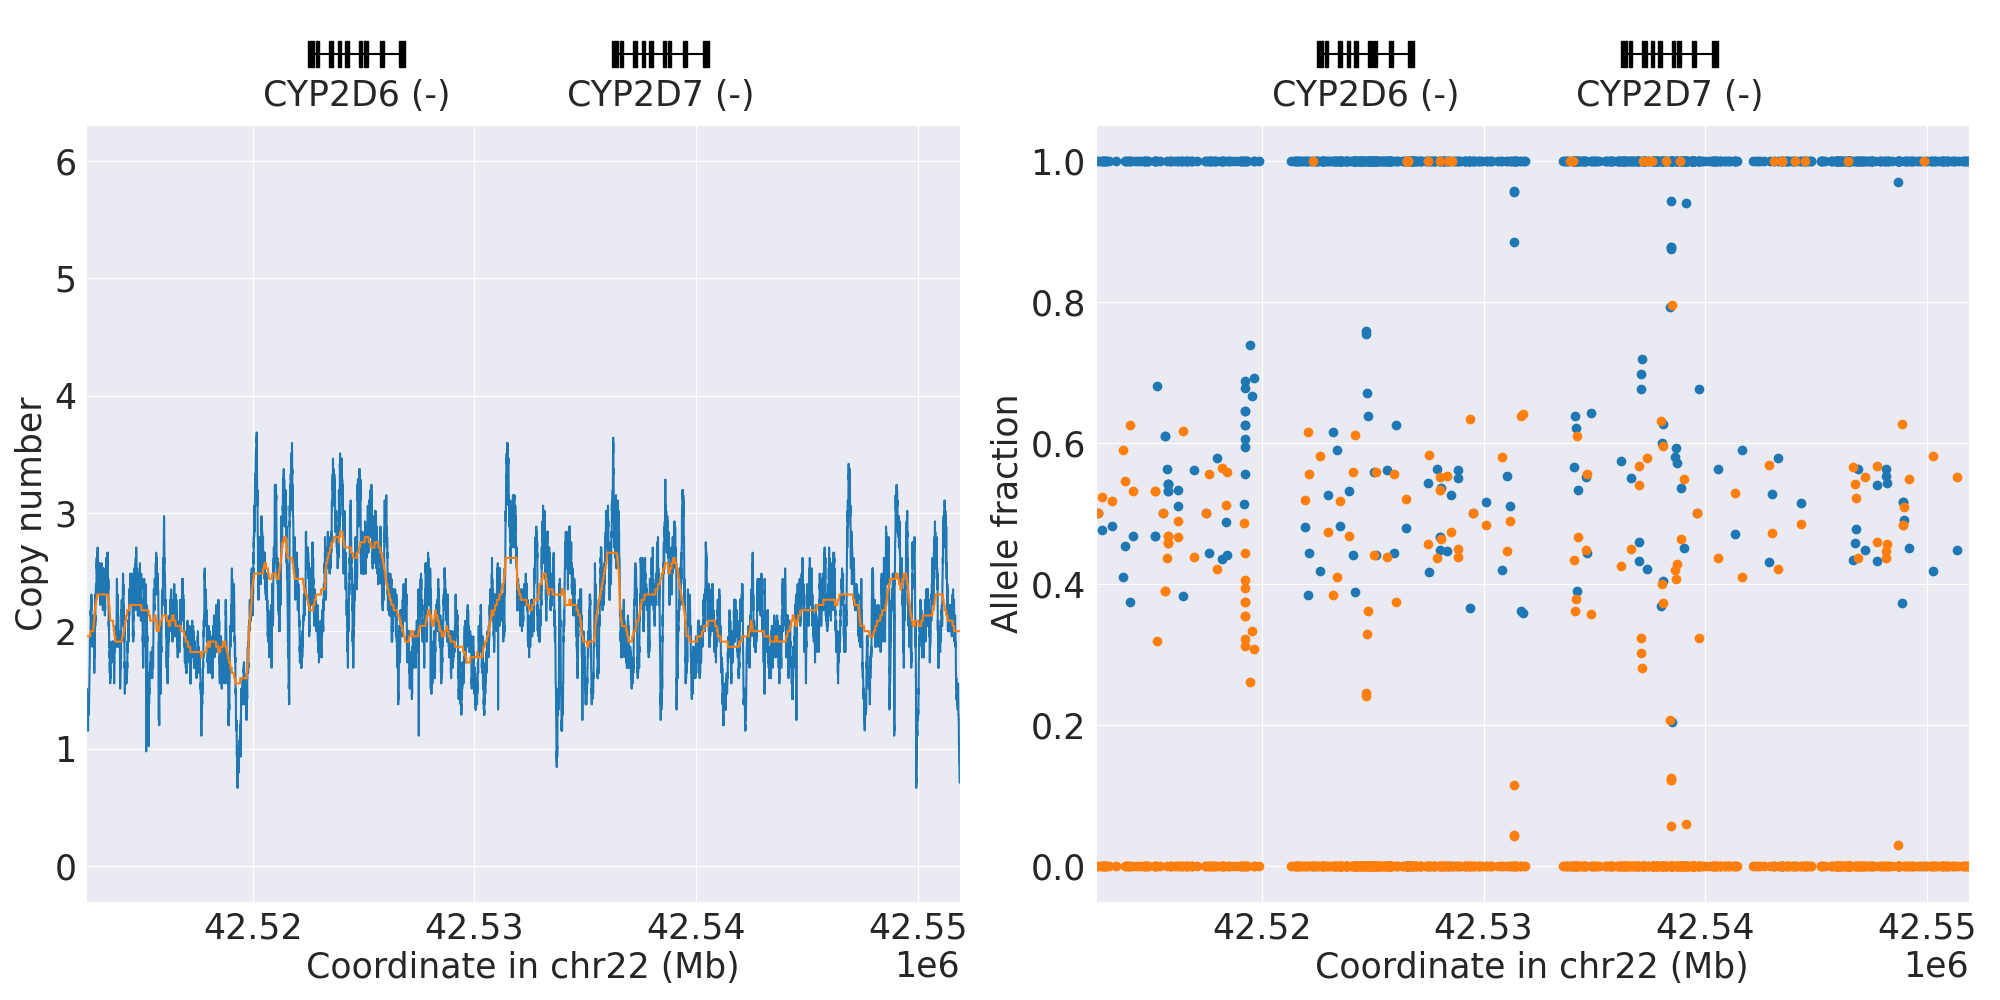 CYP2D6 (-) CYP2D7 (-)
CYP2D6 (-) CYP2D7 (-)
Copy number
6
5
4
3
2
1
0
42.52 42.53 42.54 42.55
Coordinate in chr22 (Mb) 1e6
Allele fraction
1.0
0.8
0.6
0.4
0.2
0.0
42.52 42.53 42.54 42.55
Coordinate in chr22 (Mb) 1e6